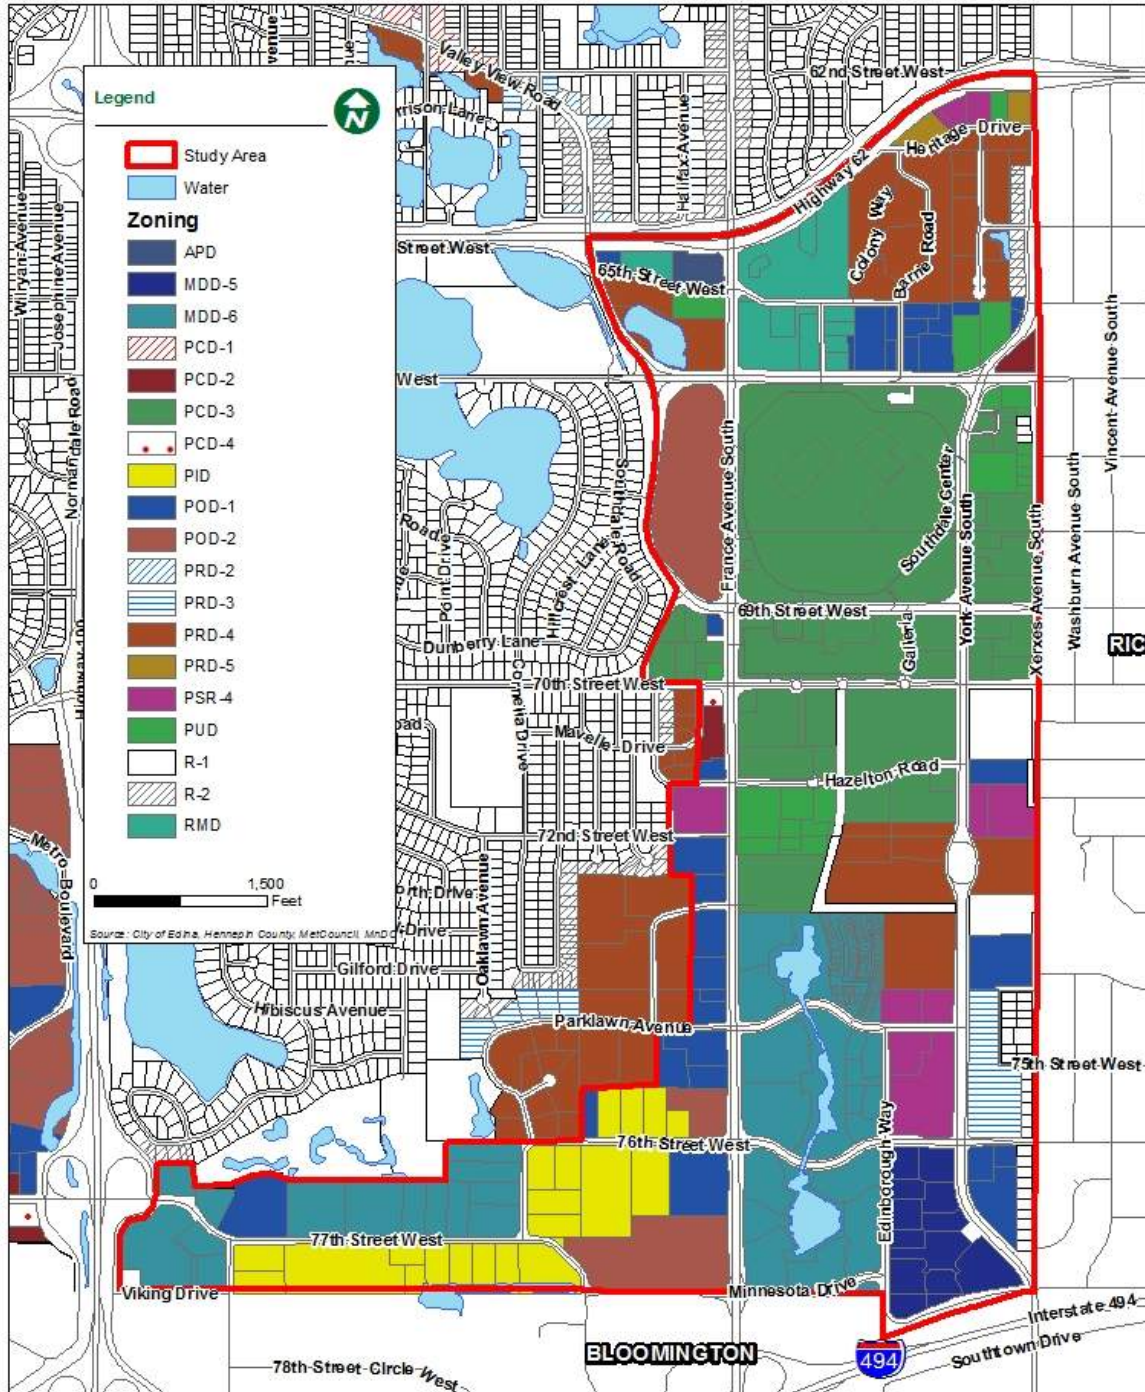 Legend
N
Study Area
Water
Zoning
APD
MDD-5
MDD-6
PCD-1
PCD-2
PCD-3
PCD-4
PID
POD-1
POD-2
PRD-2
PRD-3
PRD-4
PRD-5
PSR-4
PUD
R-1
R-2
RMD
0 1,500
Feet
Source: City of Edina, Hennepin County, MetCouncil, MnDO
venue
Valley View Road
rrison Lane
Halifax Avenue
62nd Street West
Heritage Drive
Highway 62
Colony Way
Barrie Road
Wilryan Avenue
Josephine Avenue
Street West
65th Street West
West
Normandale Road
Vincent Avenue South
Washburn Avenue South
Xerxes Avenue South
York Avenue South
Southdale Center
France Avenue South
Southdale Road
Hillcrest Lane
Road
Point Drive
Dunberry Lane
Cornelia Drive
69th Street West
Galleria
RIC
70th Street West
Mavelle Drive
Hazelton Road
72nd Street West
Oaklawn Avenue
Metro Boulevard
Gilford Drive
Hibiscus Avenue
Parklawn Avenue
75th Street West
76th Street West
Edinborough Way
77th Street West
Viking Drive
Minnesota Drive
Interstate 494
BLOOMINGTON
494
Southtown Drive
78th Street Circle West